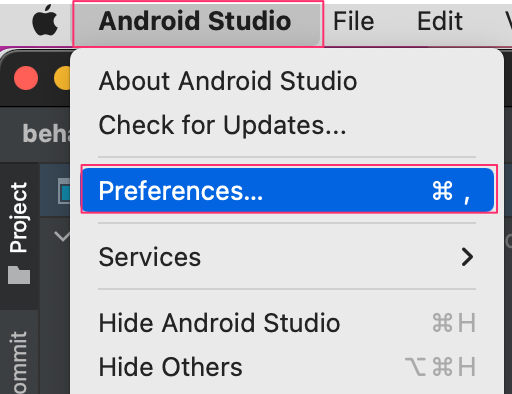 Android Studio File Edit
About Android Studio
Check for Updates...
Preferences... ⌘ ,
Services
Hide Android Studio ⌘H
Hide Others ⌥⌘H
beha
Project
ommit